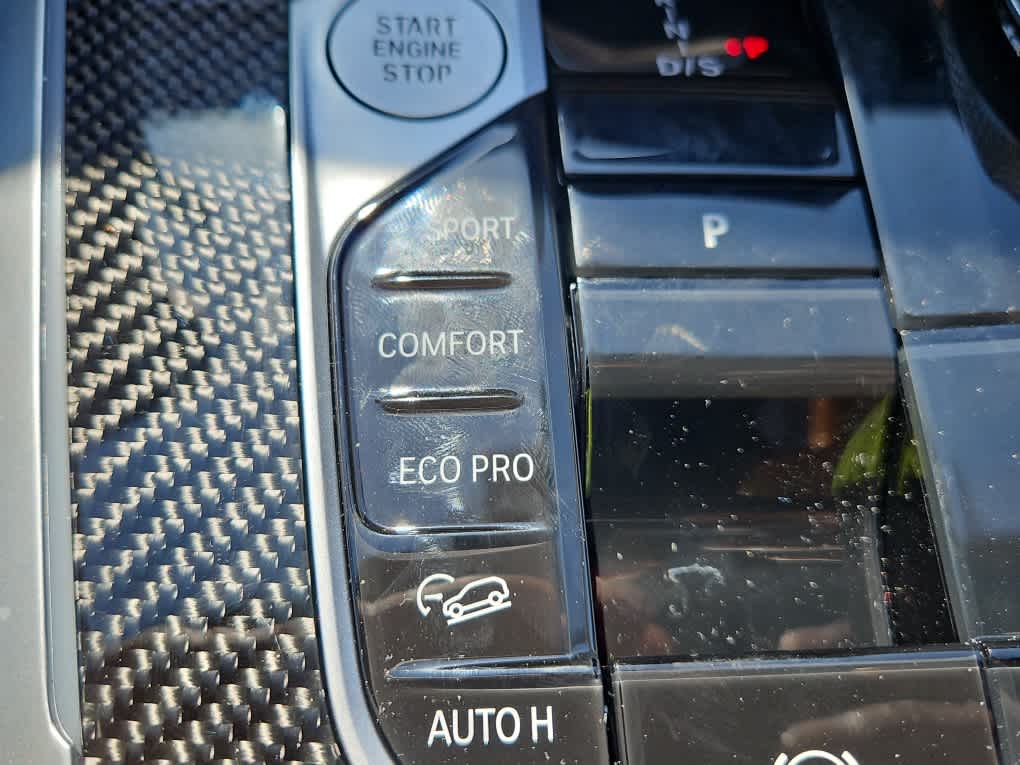 START
ENGINE
STOP
N
D/S
P
SPORT
COMFORT
ECO PRO
AUTO H